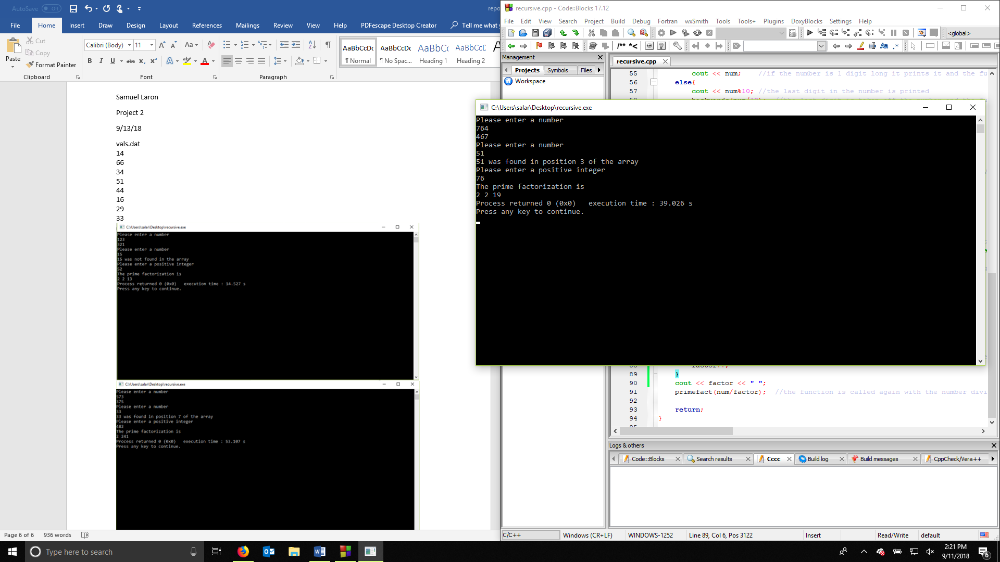 AutoSave Off
File Home Insert Draw Design Layout References Mailings Review View Help PDFescape Desktop Creator Tell me what
Paste
Cut
Copy
Format Painter
Clipboard
Calibri (Body) 11
Font
Paragraph
AaBbCcDc AaBbCcDc AaBbCc AaBbCcD
¶ Normal ¶ No Spac... Heading 1 Heading 2
Samuel Laron
Project 2
9/13/18
vals.dat
14
66
34
51
44
16
29
33
C:\Users\salar\Desktop\recursive.exe
Please enter a number
123
321
Please enter a number
15
15 was not found in the array
Please enter a positive integer
52
The prime factorization is
2 2 13
Process returned 0 (0x0) execution time : 14.527 s
Press any key to continue.
C:\Users\salar\Desktop\recursive.exe
Please enter a number
573
375
Please enter a number
33
33 was found in position 7 of the array
Please enter a positive integer
482
The prime factorization is
2 241
Process returned 0 (0x0) execution time : 53.107 s
Press any key to continue.
Page 6 of 6 936 words
recursive.cpp - Code::Blocks 17.12
File Edit View Search Project Build Debug Fortran wxSmith Tools Tools+ Plugins DoxyBlocks Settings Help
<global>
/** *<
Management
Projects Symbols Files
Workspace
recursive.cpp
55 cout << num; //if the number is 1 digit long it prints it and the fu
56 else{
57 cout << num%10; //the last digit in the number is printed
C:\Users\salar\Desktop\recursive.exe
Please enter a number
764
467
Please enter a number
51
51 was found in position 3 of the array
Please enter a positive integer
76
The prime factorization is
2 2 19
Process returned 0 (0x0) execution time : 39.026 s
Press any key to continue.
89 }
90 cout << factor << " ";
91 primefact(num/factor); //the function is called again with the number divi
92
93 return;
94 }
Logs & others
Code::Blocks Search results Cccc Build log Build messages CppCheck/Vera++
C/C++ Windows (CR+LF) WINDOWS-1252 Line 89, Col 6, Pos 3122 Insert Read/Write default
Type here to search
2:21 PM
9/11/2018
6